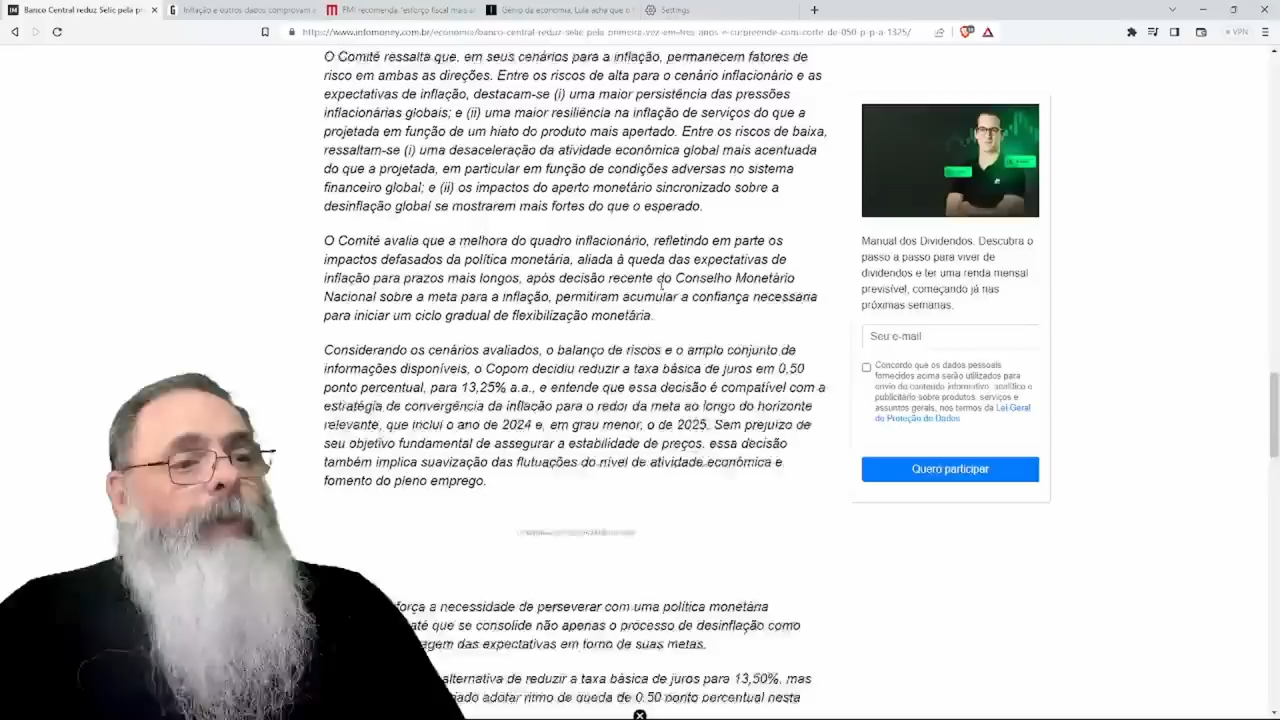 Banco Central reduz Selic pela pr
Inflação e outros dados comprovam
FMI recomenda "esforço fiscal mais
Gênio da economia, Lula acha que o
Settings
https://www.infomoney.com.br/economia/banco-central-reduz-selic-pela-primeira-vez-em-tres-anos-e-surpreende-com-corte-de-050-p-p-a-1325/
VPN
O Comitê ressalta que, em seus cenários para a inflação, permanecem fatores de
risco em ambas as direções. Entre os riscos de alta para o cenário inflacionário e as
expectativas de inflação, destacam-se (i) uma maior persistência das pressões
inflacionárias globais; e (ii) uma maior resiliência na inflação de serviços do que a
projetada em função de um hiato do produto mais apertado. Entre os riscos de baixa,
ressaltam-se (i) uma desaceleração da atividade econômica global mais acentuada
do que a projetada, em particular em função de condições adversas no sistema
financeiro global; e (ii) os impactos do aperto monetário sincronizado sobre a
desinflação global se mostrarem mais fortes do que o esperado.
O Comitê avalia que a melhora do quadro inflacionário, refletindo em parte os
impactos defasados da política monetária, aliada à queda das expectativas de
inflação para prazos mais longos, após decisão recente do Conselho Monetário
Nacional sobre a meta para a inflação, permitiram acumular a confiança necessária
para iniciar um ciclo gradual de flexibilização monetária.
Considerando os cenários avaliados, o balanço de riscos e o amplo conjunto de
informações disponíveis, o Copom decidiu reduzir a taxa básica de juros em 0,50
ponto percentual, para 13,25% a.a., e entende que essa decisão é compatível com a
estratégia de convergência da inflação para o redor da meta ao longo do horizonte
relevante, que inclui o ano de 2024 e, em grau menor, o de 2025. Sem prejuízo de
seu objetivo fundamental de assegurar a estabilidade de preços, essa decisão
também implica suavização das flutuações do nível de atividade econômica e
fomento do pleno emprego.
força a necessidade de perseverar com uma política monetária
até que se consolide não apenas o processo de desinflação como
agem das expectativas em torno de suas metas.
alternativa de reduzir a taxa básica de juros para 13,50%, mas
iado adotar ritmo de queda de 0,50 ponto percentual nesta
Manual dos Dividendos. Descubra o
passo a passo para viver de
dividendos e ter uma renda mensal
previsível, começando já nas
próximas semanas.
Seu e-mail
Concordo que os dados pessoais
fornecidos acima serão utilizados para
envio de conteúdo informativo, analítico e
publicitário sobre produtos, serviços e
assuntos gerais, nos termos da Lei Geral
de Proteção de Dados
Quero participar